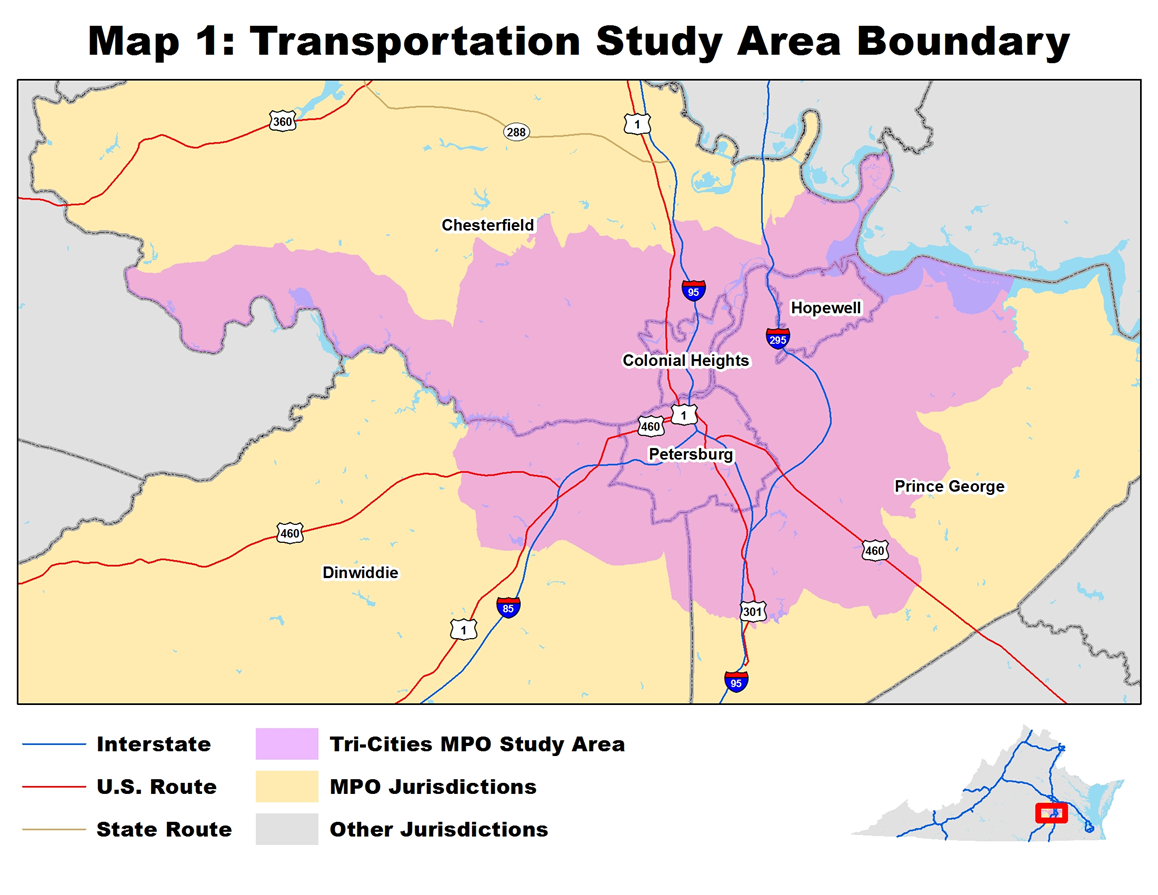 Map 1: Transportation Study Area Boundary
360
288
1
Chesterfield
95
Hopewell
295
Colonial Heights
1
460
Petersburg
Prince George
460
460
Dinwiddie
85
301
1
95
Interstate
Tri-Cities MPO Study Area
U.S. Route
MPO Jurisdictions
State Route
Other Jurisdictions